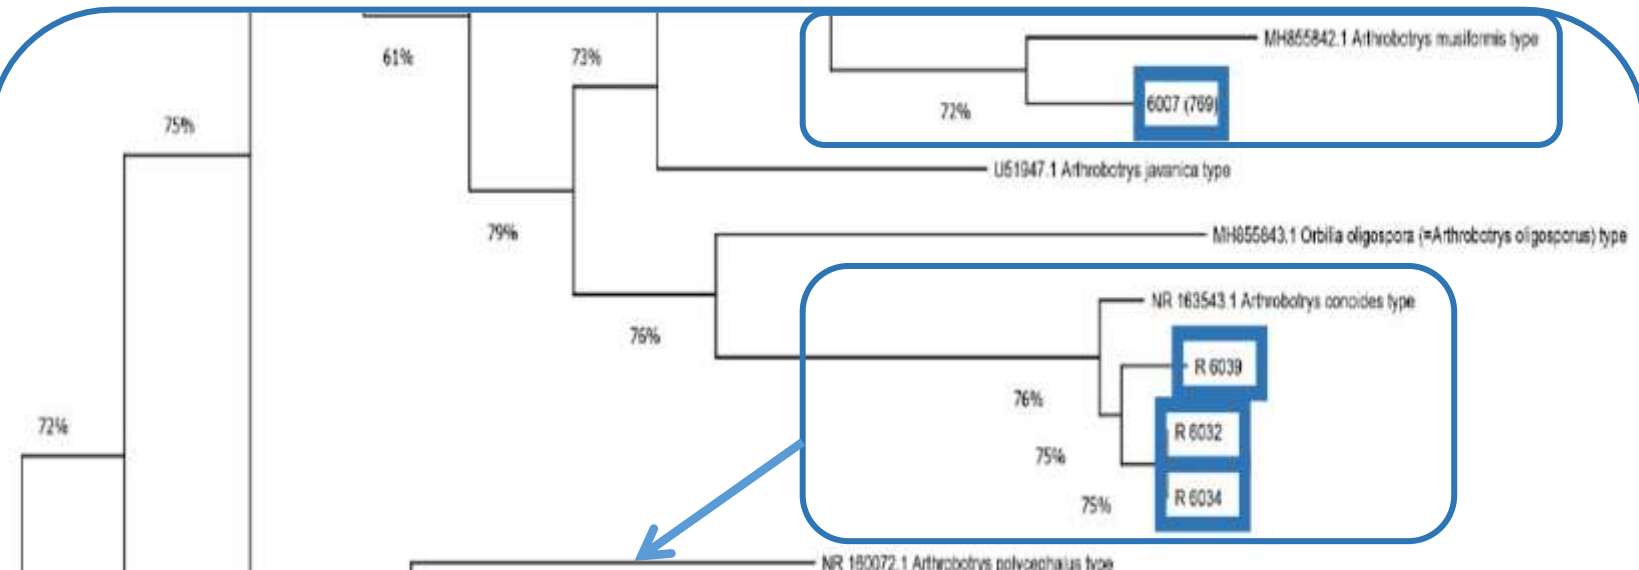 MH855842.1 Arthrobotrys musiformis type
61%
73%
6007 (769)
72%
75%
U51947.1 Arthrobotrys javanica type
79%
MH855843.1 Orbilia oligospora (=Arthrobotrys oligosporus) type
NR 163543.1 Arthrobotrys conoides type
76%
R 6039
76%
72%
R 6032
75%
R 6034
75%
NR 160072.1 Arthrobotrys polycephalus type